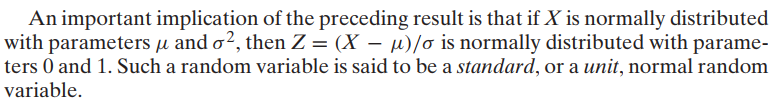 An important implication of the preceding result is that if X is normally distributed
with parameters μ and σ², then Z = (X − μ)/σ is normally distributed with parame-
ters 0 and 1. Such a random variable is said to be a standard, or a unit, normal random
variable.